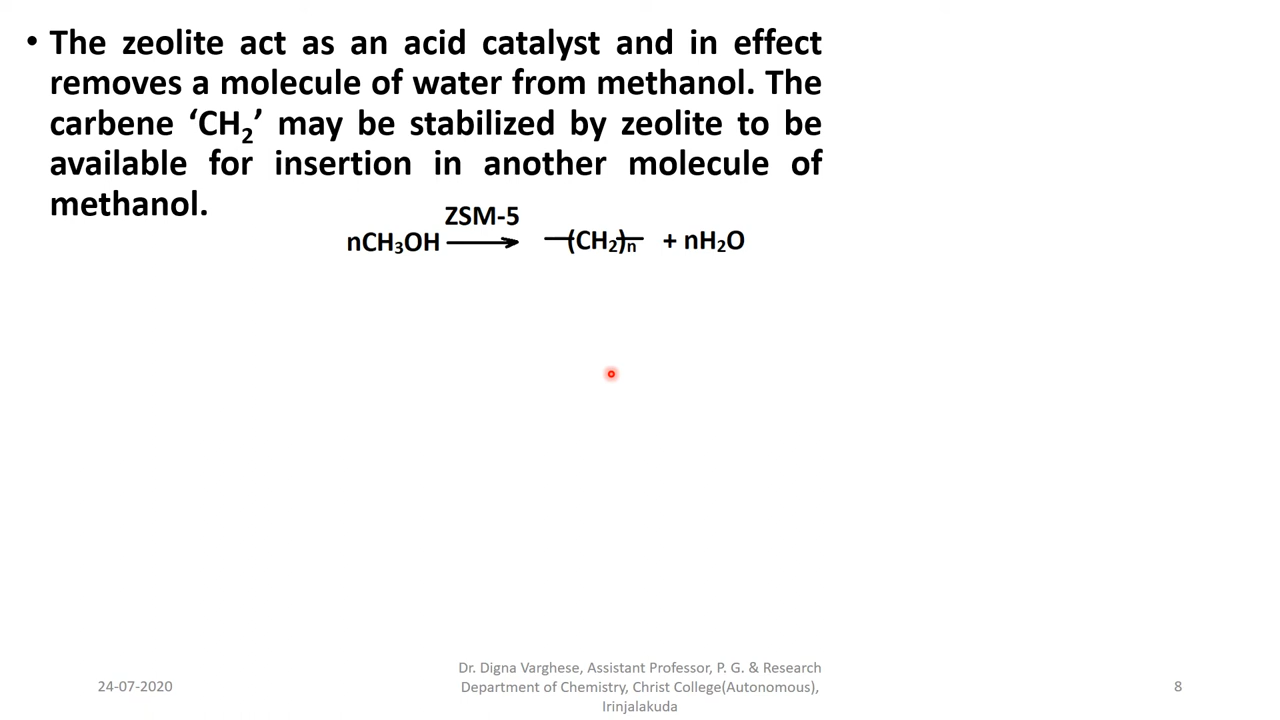 • The zeolite act as an acid catalyst and in effect
removes a molecule of water from methanol. The
carbene ‘CH₂’ may be stabilized by zeolite to be
available for insertion in another molecule of
methanol.
ZSM-5
nCH₃OH ⟶ —(CH₂)ₙ— + nH₂O
24-07-2020
Dr. Digna Varghese, Assistant Professor, P. G. & Research
Department of Chemistry, Christ College(Autonomous),
Irinjalakuda
8